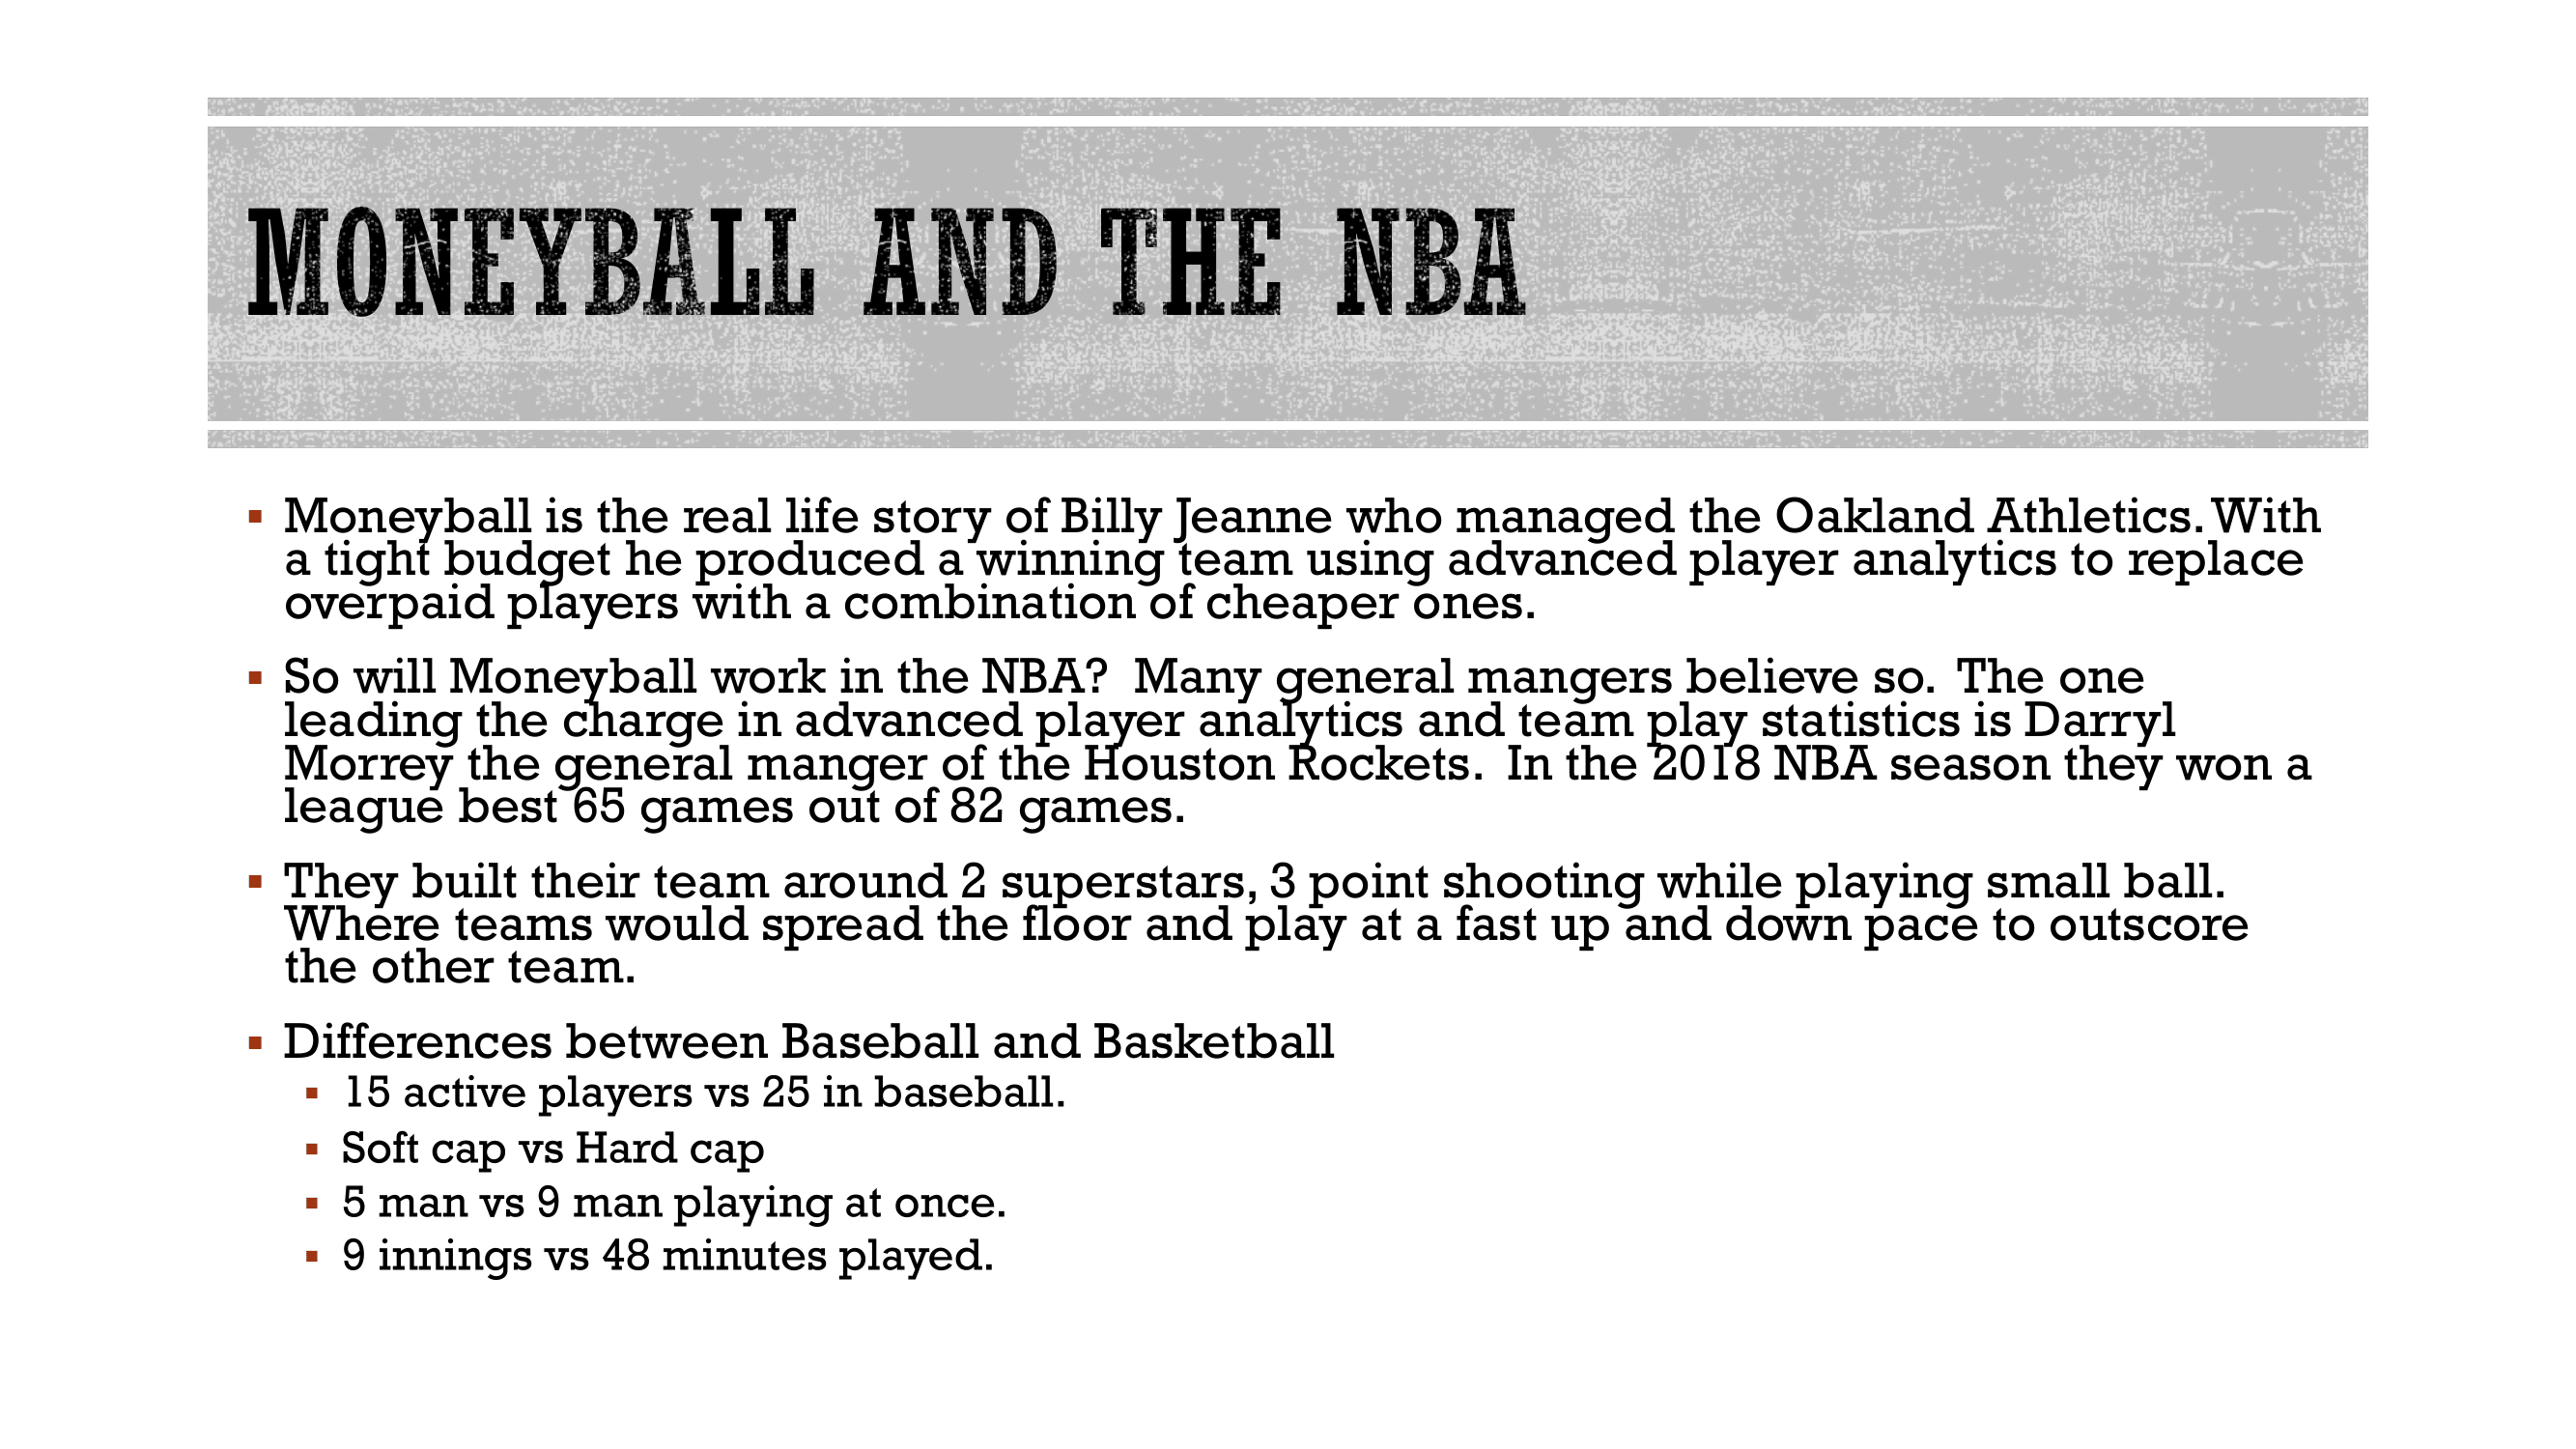 MONEYBALL AND THE NBA
▪ Moneyball is the real life story of Billy Jeanne who managed the Oakland Athletics. With
a tight budget he produced a winning team using advanced player analytics to replace
overpaid players with a combination of cheaper ones.
▪ So will Moneyball work in the NBA?  Many general mangers believe so.  The one
leading the charge in advanced player analytics and team play statistics is Darryl
Morrey the general manger of the Houston Rockets.  In the 2018 NBA season they won a
league best 65 games out of 82 games.
▪ They built their team around 2 superstars, 3 point shooting while playing small ball.
Where teams would spread the floor and play at a fast up and down pace to outscore
the other team.
▪ Differences between Baseball and Basketball
▪ 15 active players vs 25 in baseball.
▪ Soft cap vs Hard cap
▪ 5 man vs 9 man playing at once.
▪ 9 innings vs 48 minutes played.